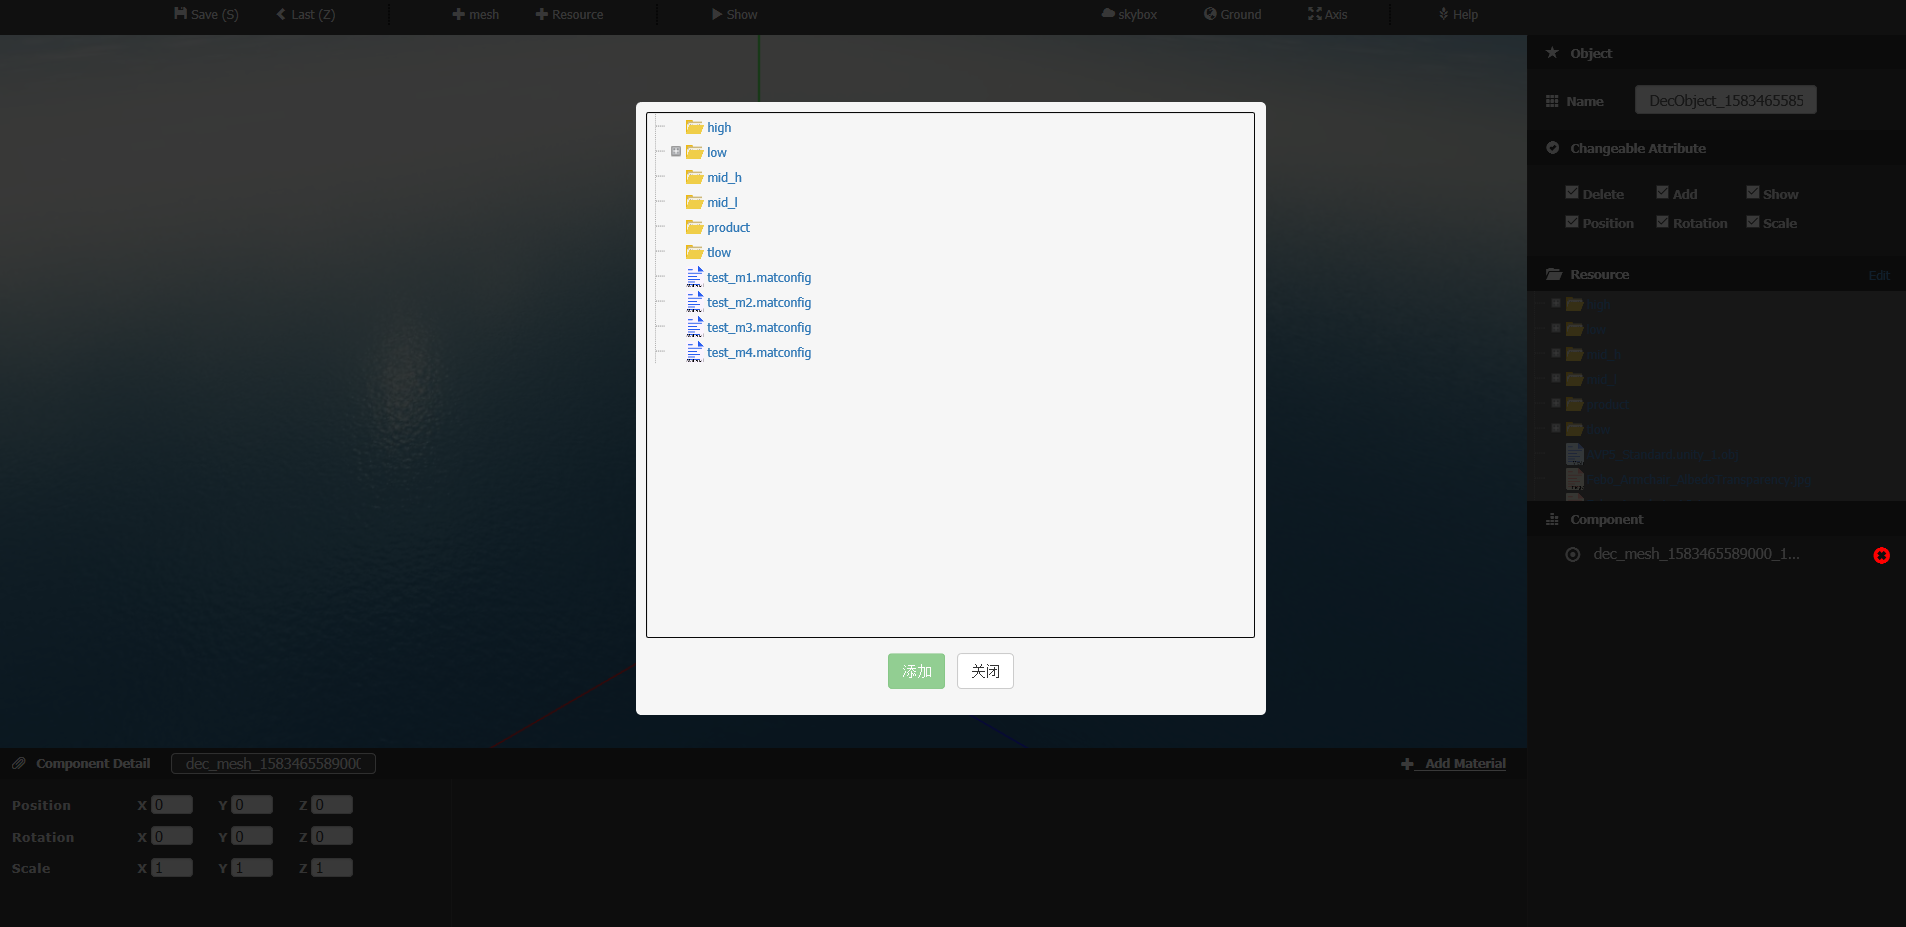 Save (S) Last (Z) mesh Resource Show skybox Ground Axis Help
Object
Name DecObject_1583465585
Changeable Attribute
Delete Add Show
Position Rotation Scale
Resource Edit
product
Component
dec_mesh_1583465589000_1...
high
low
mid_h
mid_l
product
tlow
test_m1.matconfig
test_m2.matconfig
test_m3.matconfig
test_m4.matconfig
添加 关闭
Component Detail dec_mesh_1583465589000 Add Material
Position X 0 Y 0 Z 0
Rotation X 0 Y 0 Z 0
Scale X 1 Y 1 Z 1